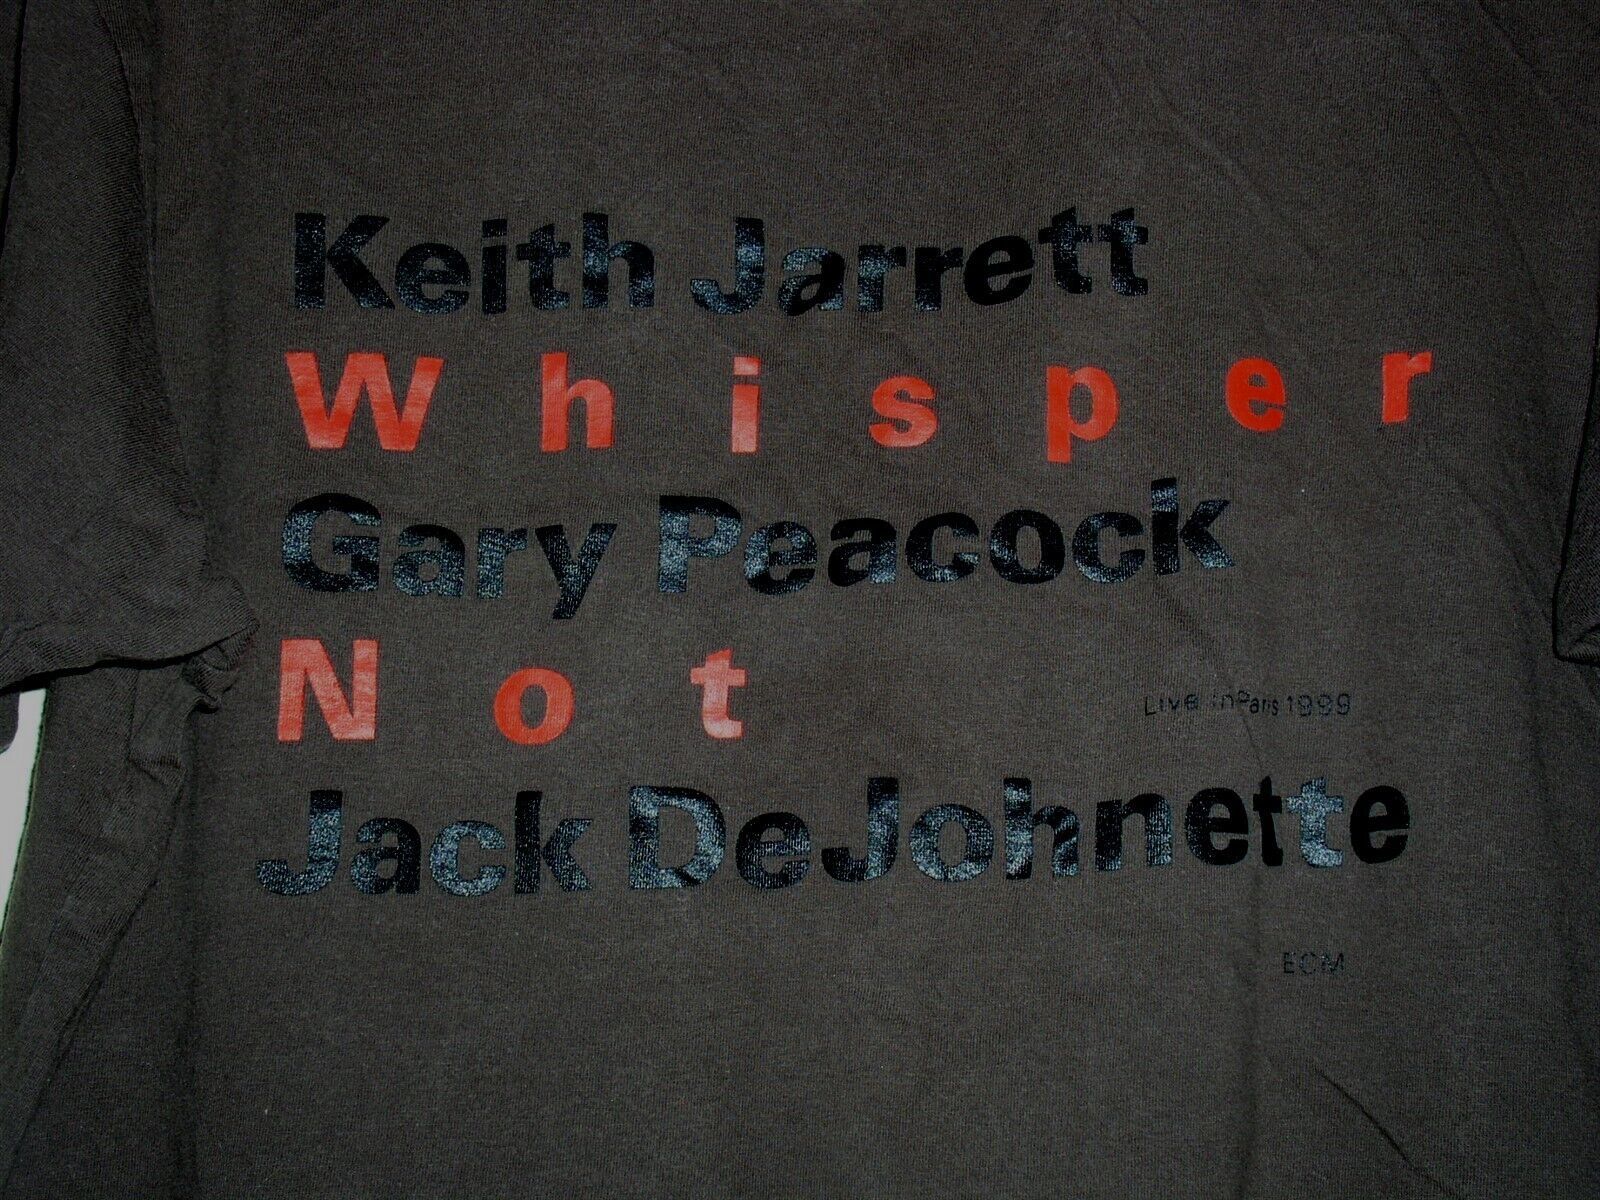 Keith Jarrett
Whisper
Gary Peacock
Not
Live in Paris 1999
Jack DeJohnette
ECM